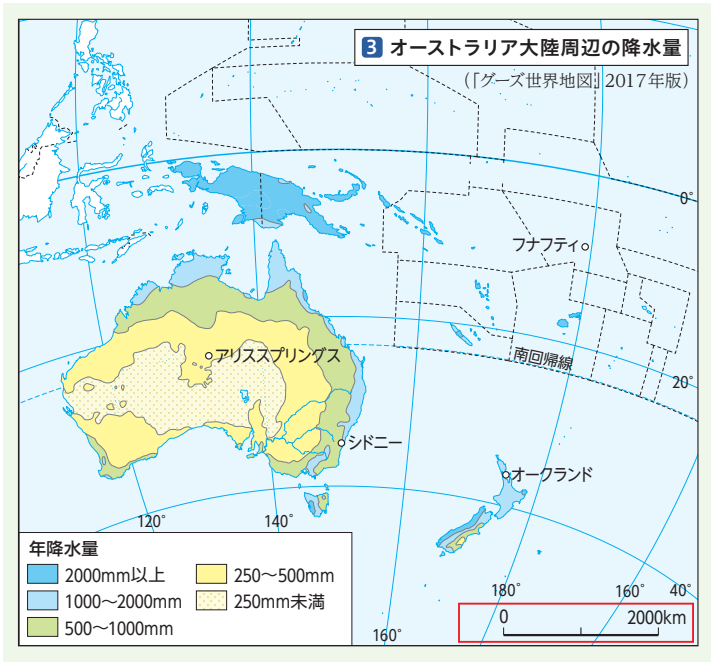 3 オーストラリア大陸周辺の降水量
(「グーズ世界地図」2017年版)
0°
フナフティ
南回帰線
アリススプリングス
20°
シドニー
オークランド
120°
140°
160°
180°
160°
40°
年降水量
2000mm以上
1000〜2000mm
500〜1000mm
250〜500mm
250mm未満
0 2000km